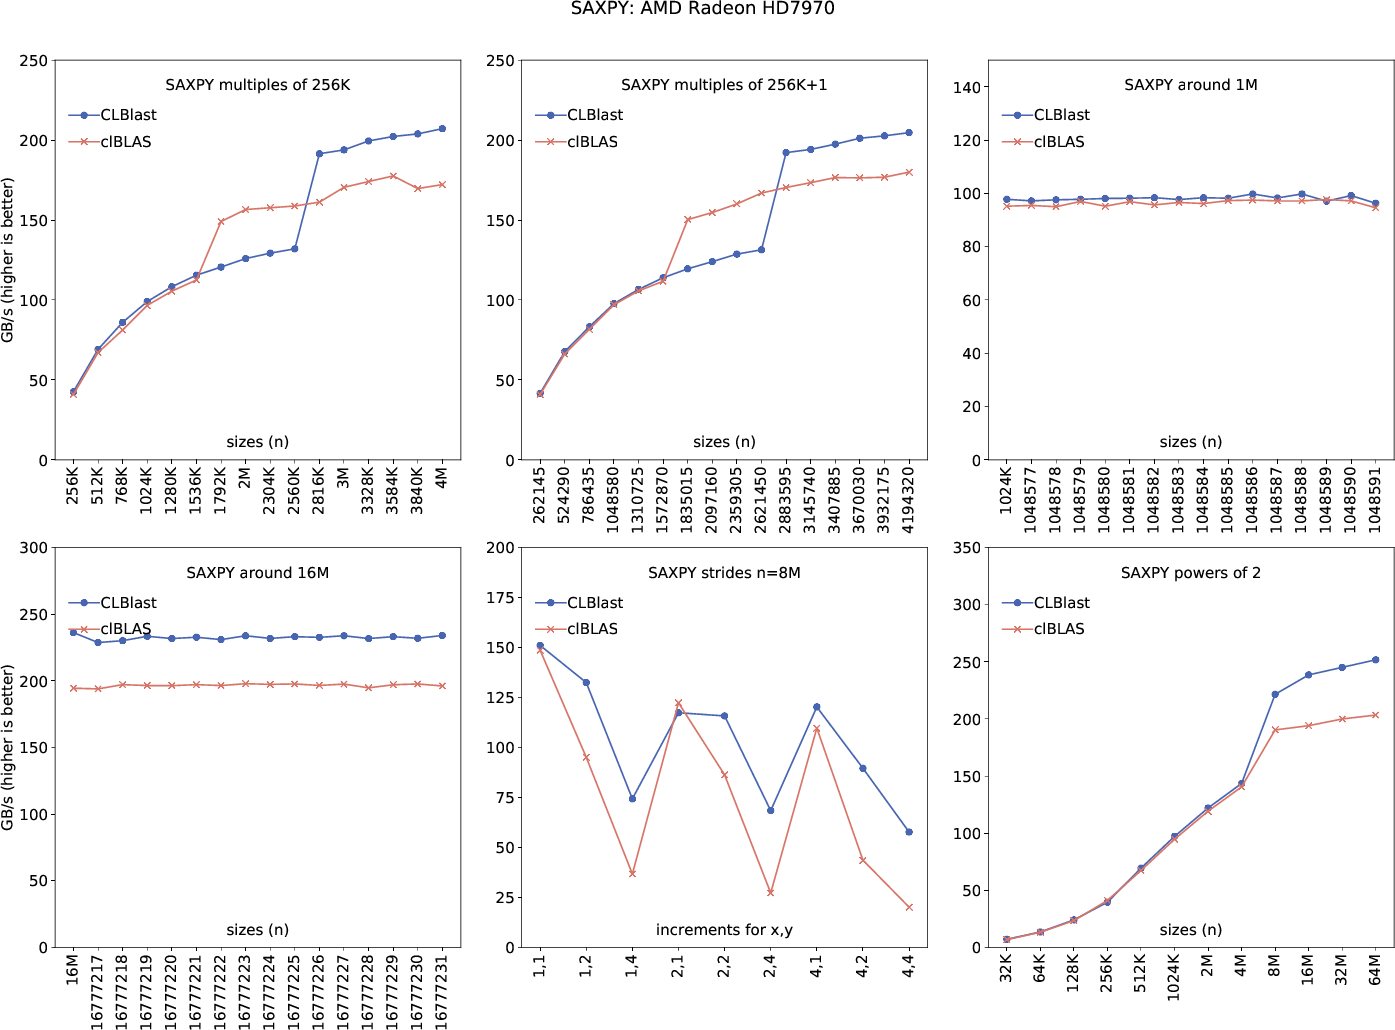 SAXPY: AMD Radeon HD7970
GB/s (higher is better)
250
200
150
100
50
0
SAXPY multiples of 256K
CLBlast
clBLAS
sizes (n)
256K
512K
768K
1024K
1280K
1536K
1792K
2M
2304K
2560K
2816K
3M
3328K
3584K
3840K
4M
250
200
150
100
50
0
SAXPY multiples of 256K+1
CLBlast
clBLAS
sizes (n)
262145
524290
786435
1048580
1310725
1572870
1835015
2097160
2359305
2621450
2883595
3145740
3407885
3670030
3932175
4194320
140
120
100
80
60
40
20
0
SAXPY around 1M
CLBlast
clBLAS
sizes (n)
1024K
1048577
1048578
1048579
1048580
1048581
1048582
1048583
1048584
1048585
1048586
1048587
1048588
1048589
1048590
1048591
GB/s (higher is better)
300
250
200
150
100
50
0
SAXPY around 16M
CLBlast
clBLAS
sizes (n)
16M
16777217
16777218
16777219
16777220
16777221
16777222
16777223
16777224
16777225
16777226
16777227
16777228
16777229
16777230
16777231
200
175
150
125
100
75
50
25
0
SAXPY strides n=8M
CLBlast
clBLAS
increments for x,y
1,1
1,2
1,4
2,1
2,2
2,4
4,1
4,2
4,4
350
300
250
200
150
100
50
0
SAXPY powers of 2
CLBlast
clBLAS
sizes (n)
32K
64K
128K
256K
512K
1024K
2M
4M
8M
16M
32M
64M